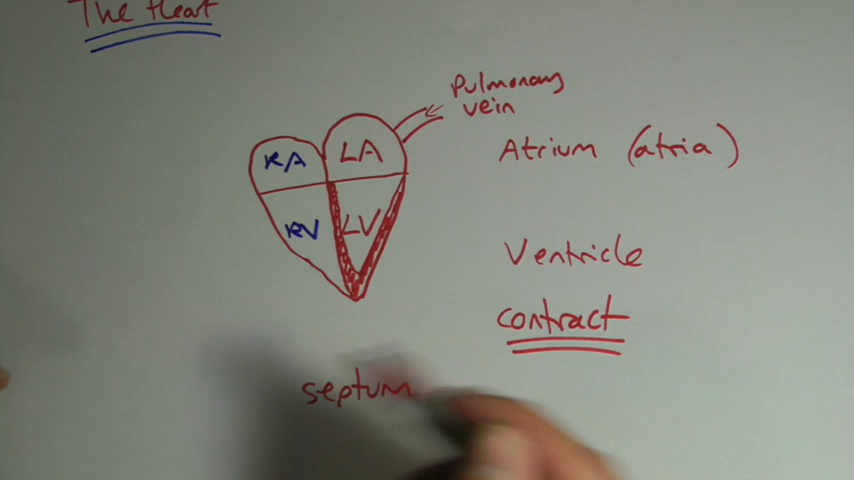 The Heart
Pulmonary
vein
RA
LA
Atrium (atria)
RV
LV
Ventricle
contract
septum